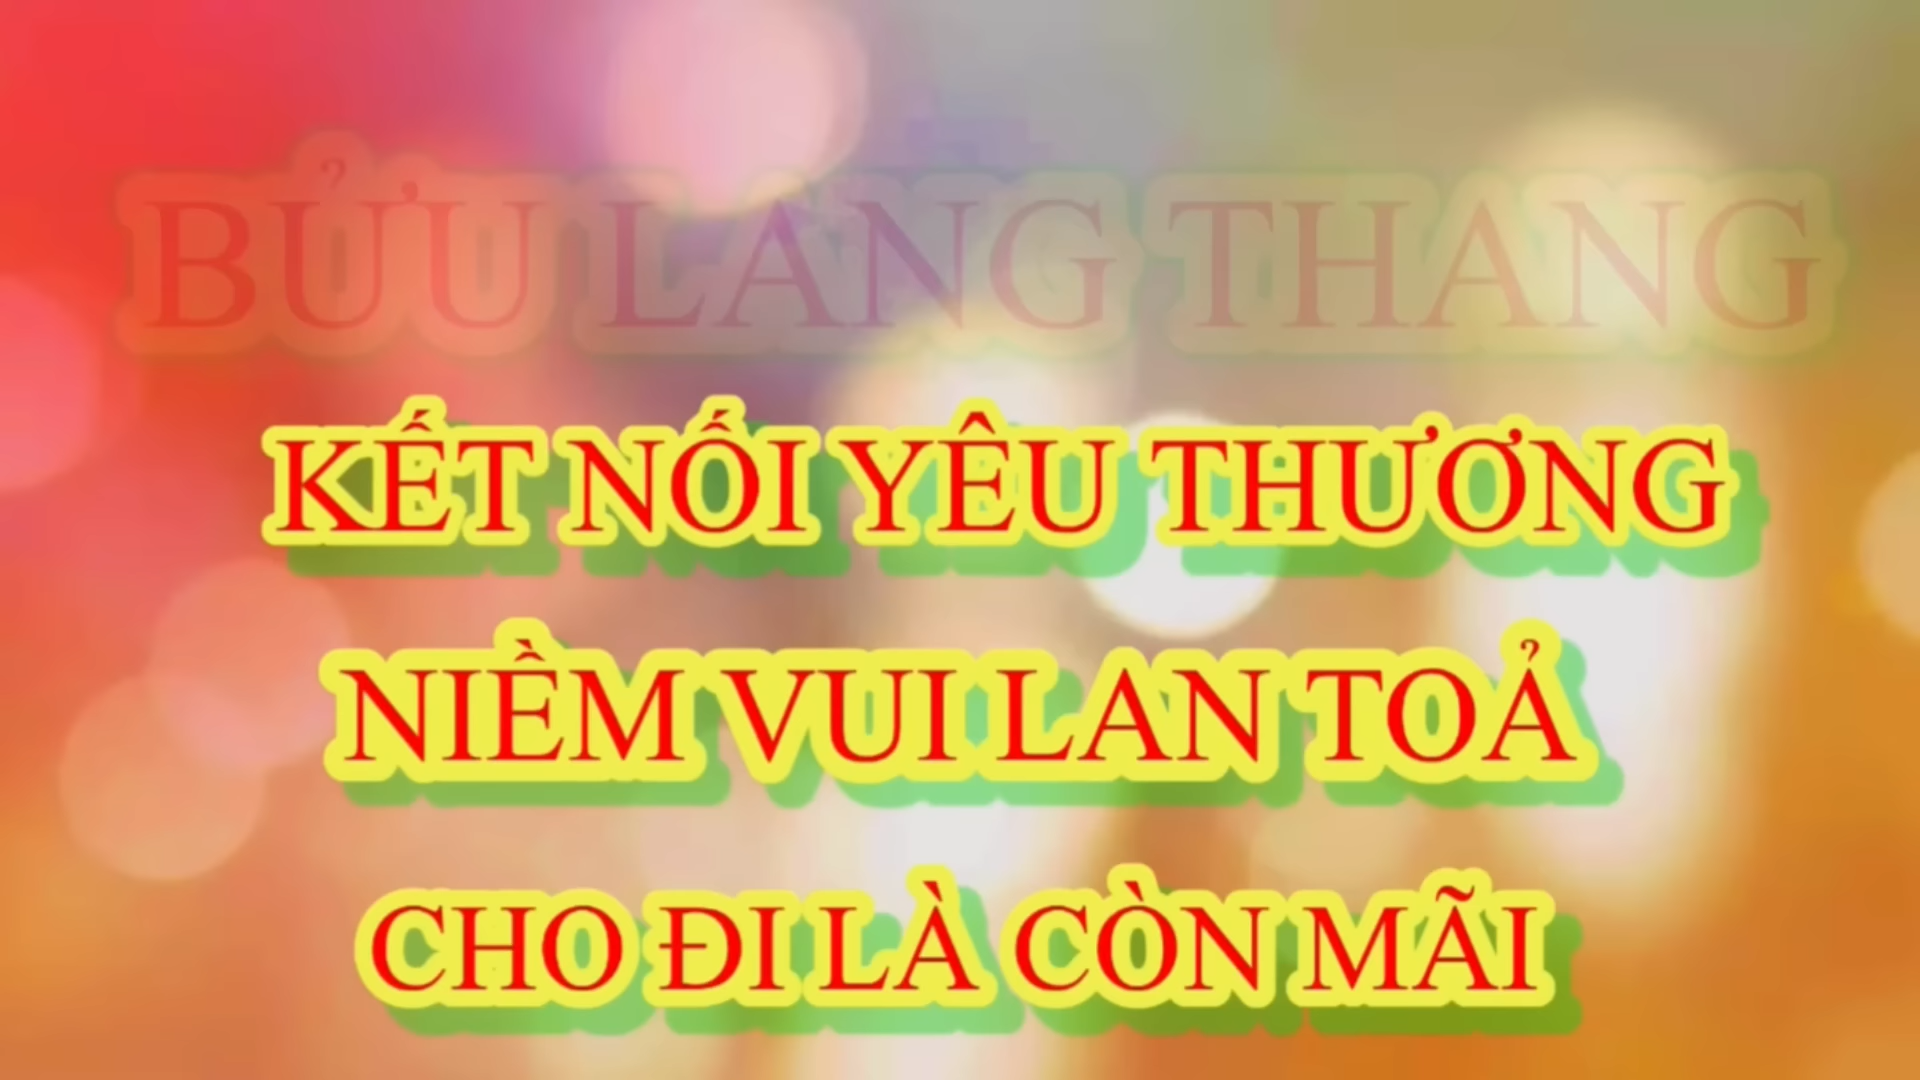 BỬU LANG THANG
KẾT NỐI YÊU THƯƠNG
NIỀM VUI LAN TOẢ
CHO ĐI LÀ CÒN MÃI